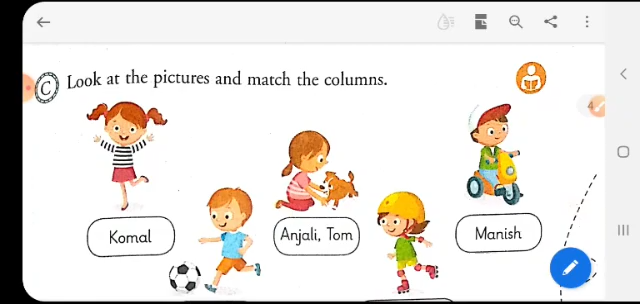 C Look at the pictures and match the columns.
Komal
Anjali, Tom
Manish